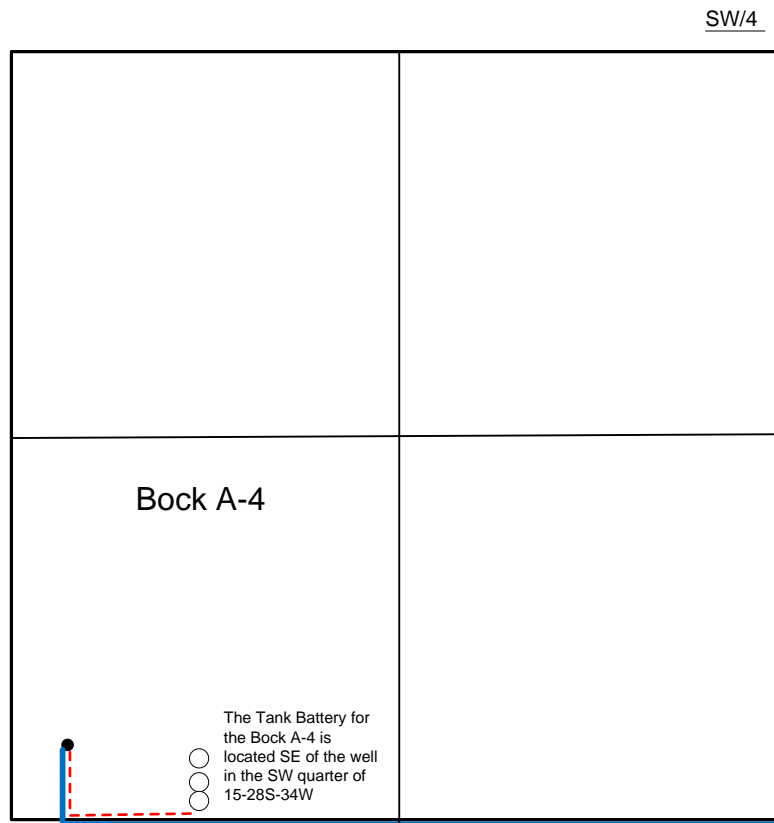 SW/4
Bock A-4
The Tank Battery for
the Bock A-4 is
located SE of the well
in the SW quarter of
15-28S-34W